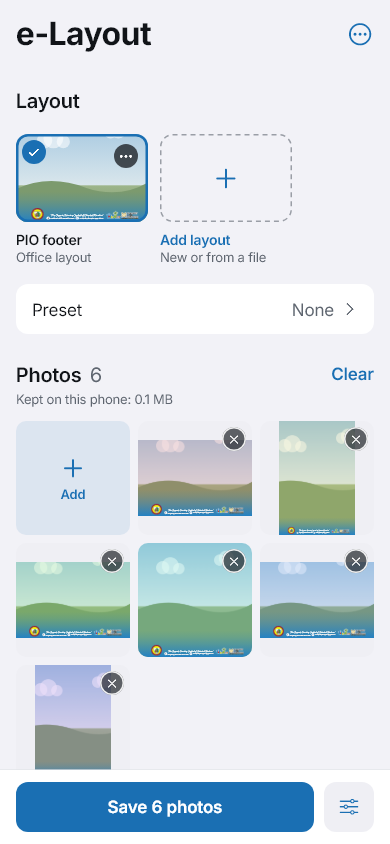 e-Layout
Layout
PIO footer
Office layout
Add layout
New or from a file
Preset
None
Photos 6
Clear
Kept on this phone: 0.1 MB
Add
Save 6 photos